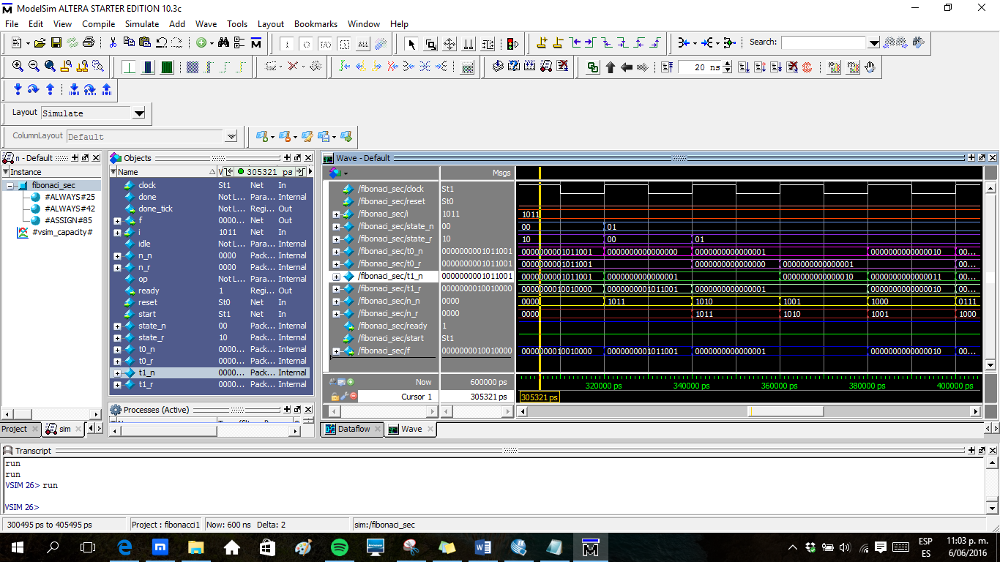 ModelSim ALTERA STARTER EDITION 10.3c
File Edit View Compile Simulate Add Wave Tools Layout Bookmarks Window Help
Search:
20 ns
Layout Simulate
ColumnLayout Default
n - Default
Instance
fibonaci_sec
#ALWAYS#25
#ALWAYS#42
#ASSIGN#85
#vsim_capacity#
Project
sim
Objects
Name 305321 ps
clock St1 Net In
done Not L... Para... Internal
done_tick Not L... Regi... Out
f 0000... Net Out
i 1011 Net In
idle Not L... Para... Internal
n_n 0000 Pack... Internal
n_r 0000 Pack... Internal
op Not L... Para... Internal
ready 1 Regi... Out
reset St0 Net In
start St1 Net In
state_n 00 Pack... Internal
state_r 10 Pack... Internal
t0_n 0000... Pack... Internal
t0_r 0000... Pack... Internal
t1_n 0000... Pack... Internal
t1_r 0000... Pack... Internal
Processes (Active)
Wave - Default
Msgs
/fibonaci_sec/clock St1
/fibonaci_sec/reset St0
/fibonaci_sec/i 1011 1011
/fibonaci_sec/state_n 00 00 01
/fibonaci_sec/state_r 10 10 00 01
/fibonaci_sec/t0_n 0000000001011001 0000000001011001 0000000000000000 0000000000000001 0000000000000010 00...
/fibonaci_sec/t0_r 0000000001011001 0000000001011001 0000000000000000 0000000000000001 00...
/fibonaci_sec/t1_n 0000000001011001 0000000001011001 0000000000000001 0000000000000010 0000000000000011 00...
/fibonaci_sec/t1_r 0000000010010000 0000000010010000 0000000001011001 0000000000000001 0000000000000010 00...
/fibonaci_sec/n_n 0000 0000 1011 1010 1001 1000 0111
/fibonaci_sec/n_r 0000 0000 1011 1010 1001 1000
/fibonaci_sec/ready 1
/fibonaci_sec/start St1
/fibonaci_sec/f 0000000010010000 0000000010010000 0000000001011001 0000000000000001 0000000000000010 00...
Now 600000 ps 320000 ps 340000 ps 360000 ps 380000 ps 400000 ps
Cursor 1 305321 ps 305321 ps
Dataflow
Wave
Transcript
run
run
VSIM 26> run
VSIM 26>
300495 ps to 405495 ps Project : fibonacci1 Now: 600 ns Delta: 2 sim:/fibonaci_sec
ESP 11:03 p. m.
ES 6/06/2016